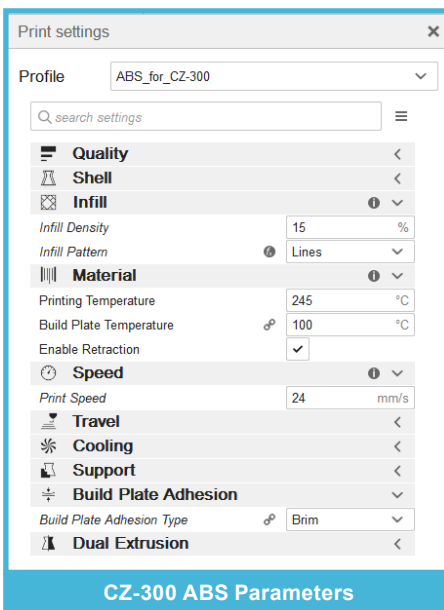 Print settings
Profile ABS_for_CZ-300
search settings
Quality
Shell
Infill
Infill Density 15 %
Infill Pattern Lines
Material
Printing Temperature 245 °C
Build Plate Temperature 100 °C
Enable Retraction
Speed
Print Speed 24 mm/s
Travel
Cooling
Support
Build Plate Adhesion
Build Plate Adhesion Type Brim
Dual Extrusion
CZ-300 ABS Parameters